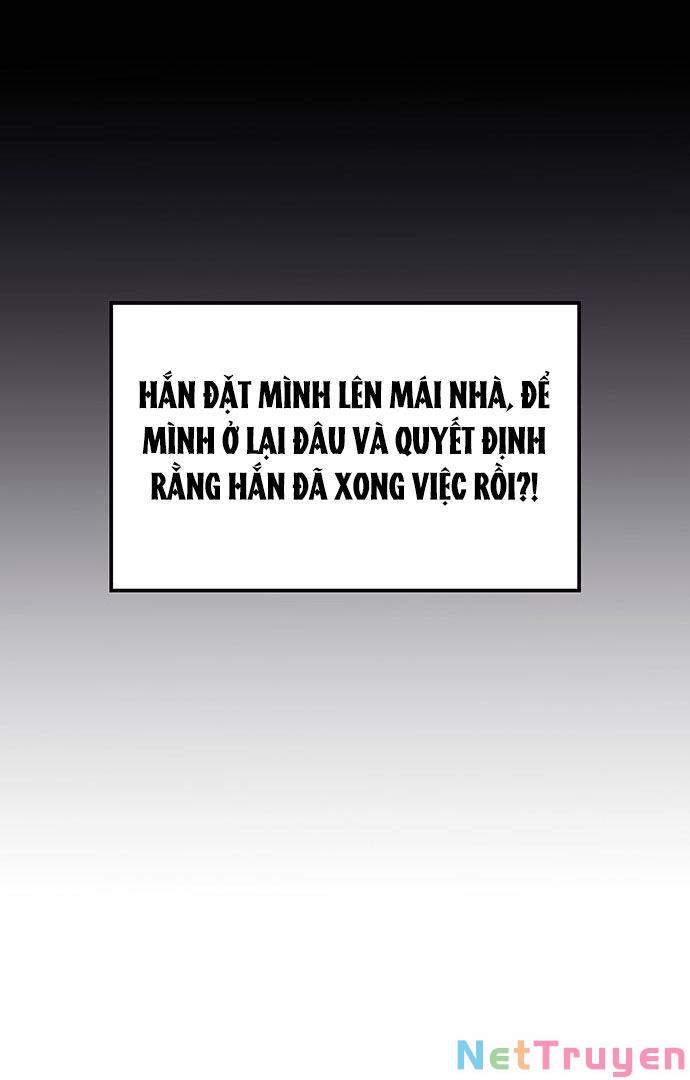 HẮN ĐẶT MÌNH LÊN MÁI NHÀ, ĐỂ
MÌNH Ở LẠI ĐÂU VÀ QUYẾT ĐỊNH
RẰNG HẮN ĐÃ XONG VIỆC RỒI?!
NetTruyen